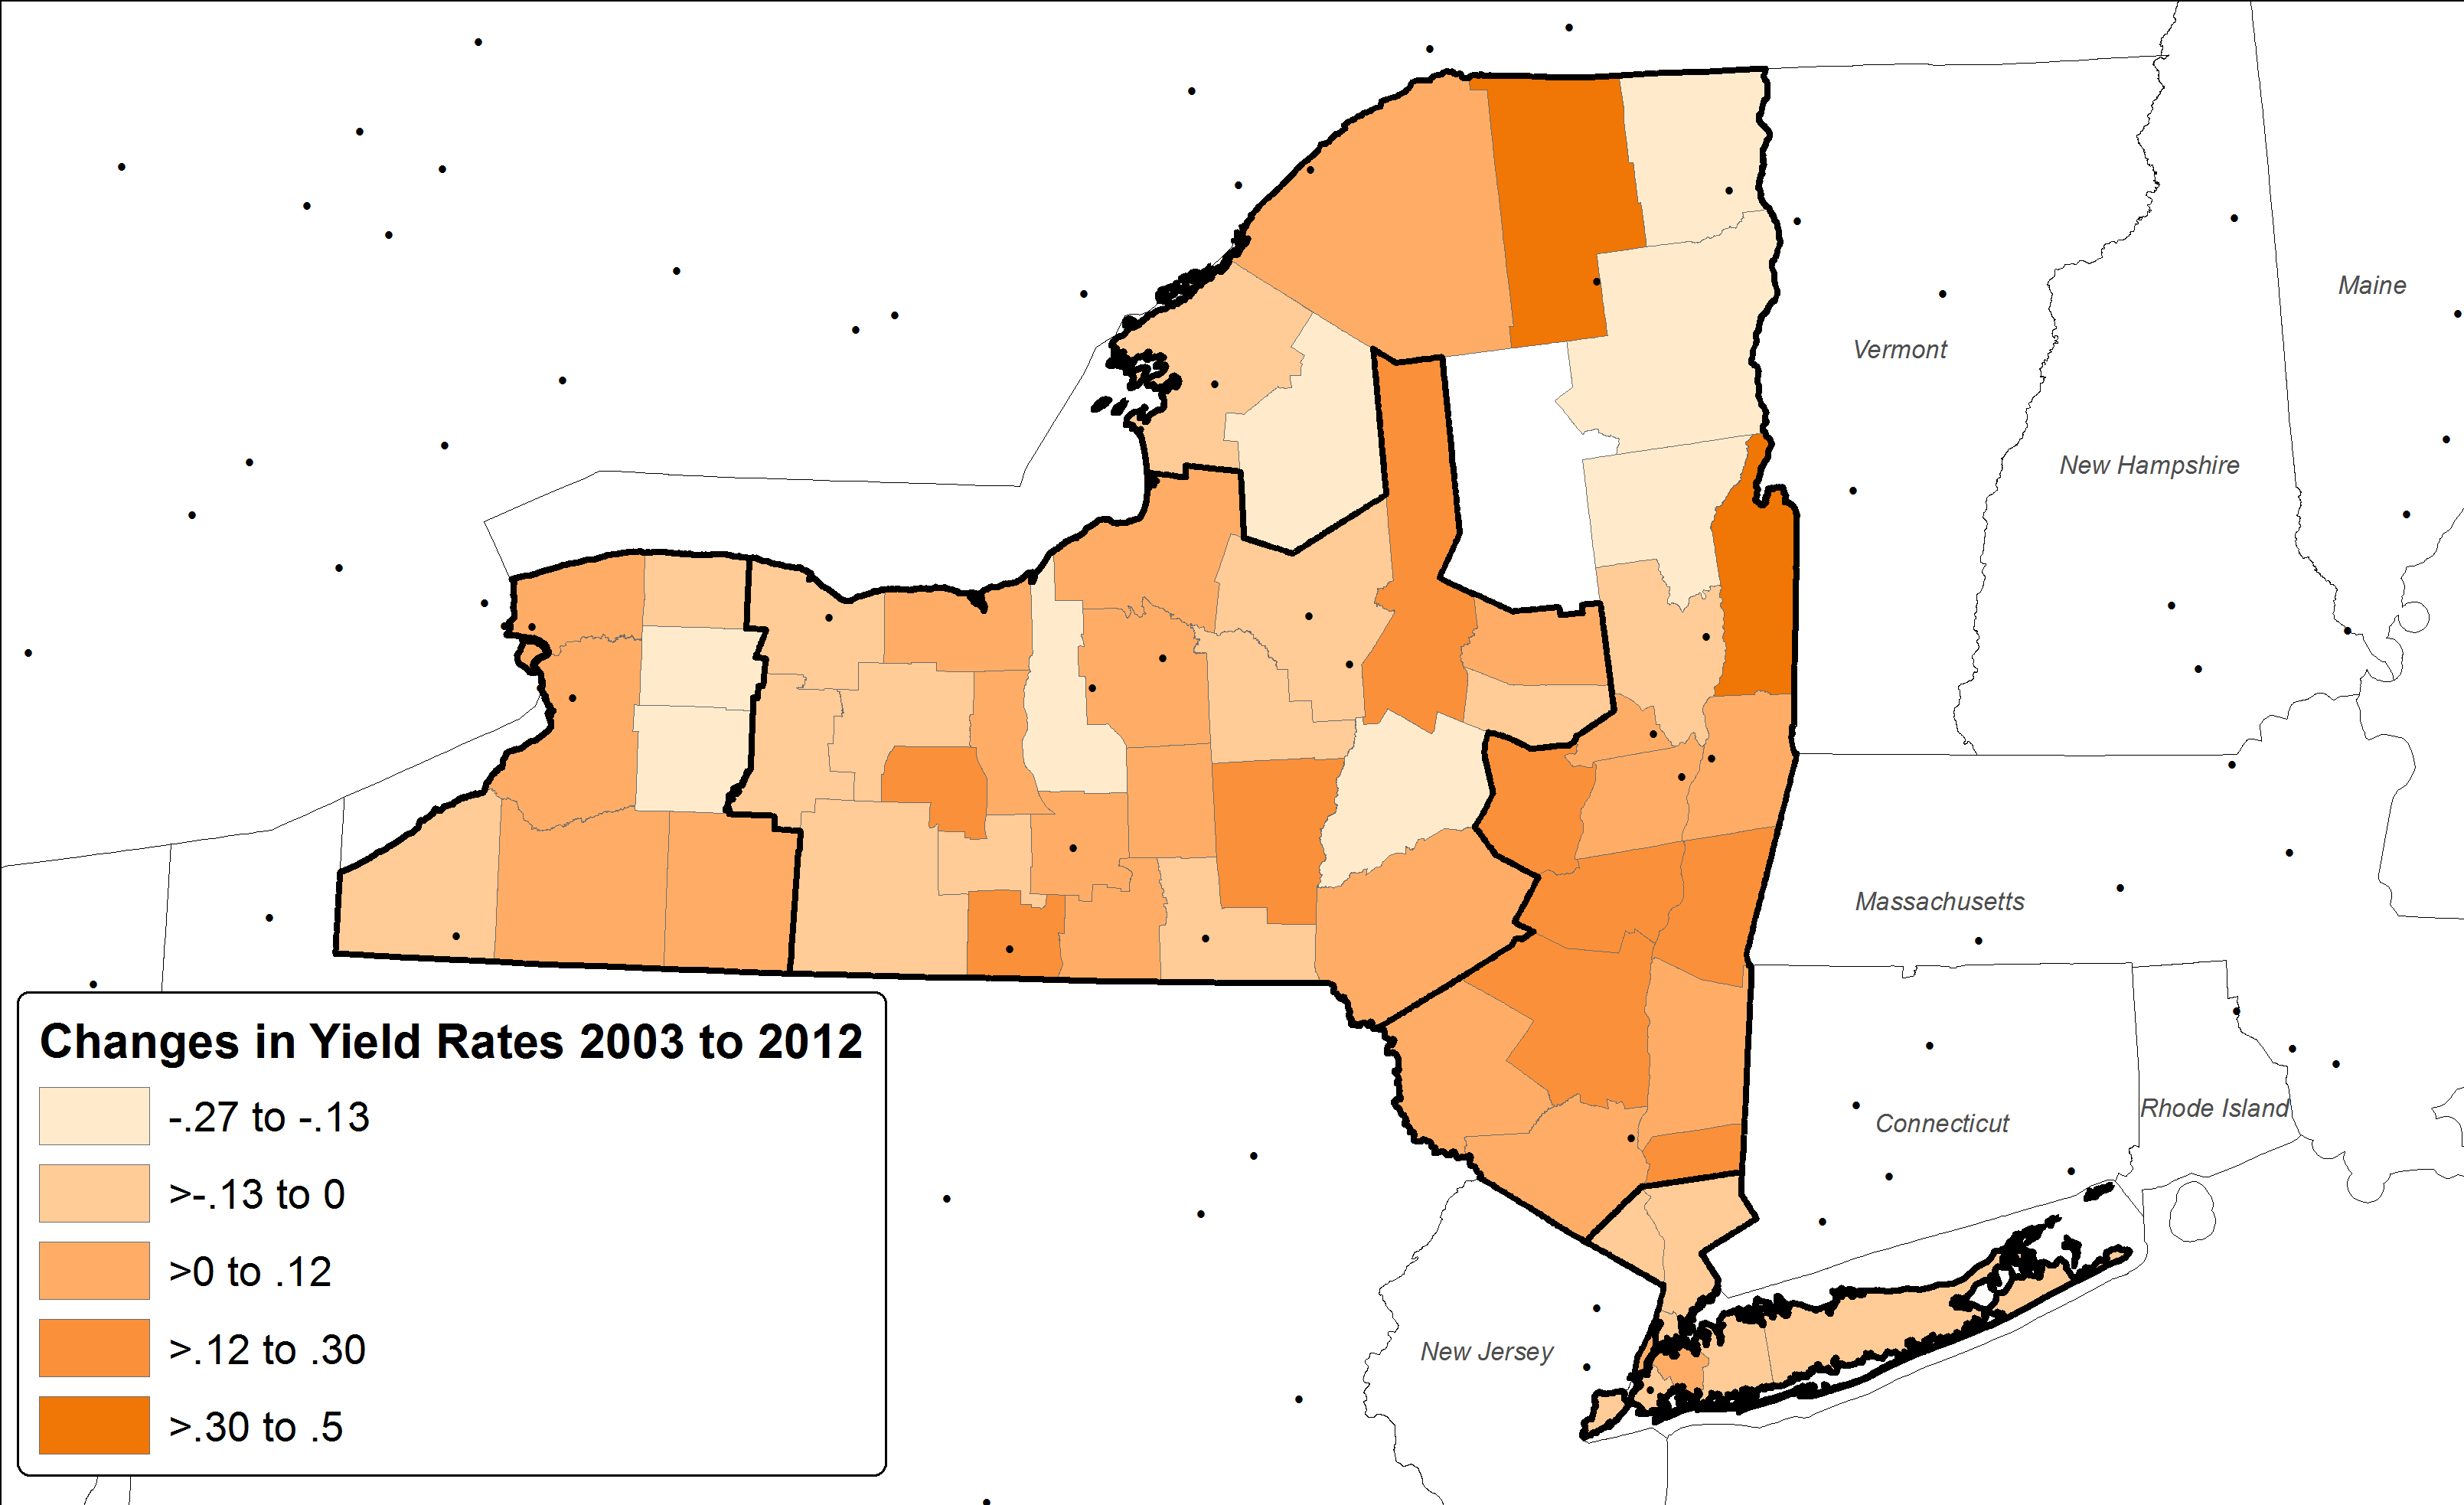 Maine
Vermont
New Hampshire
Massachusetts
Connecticut
Rhode Island
New Jersey
Changes in Yield Rates 2003 to 2012
-.27 to -.13
>-.13 to 0
>0 to .12
>.12 to .30
>.30 to .5